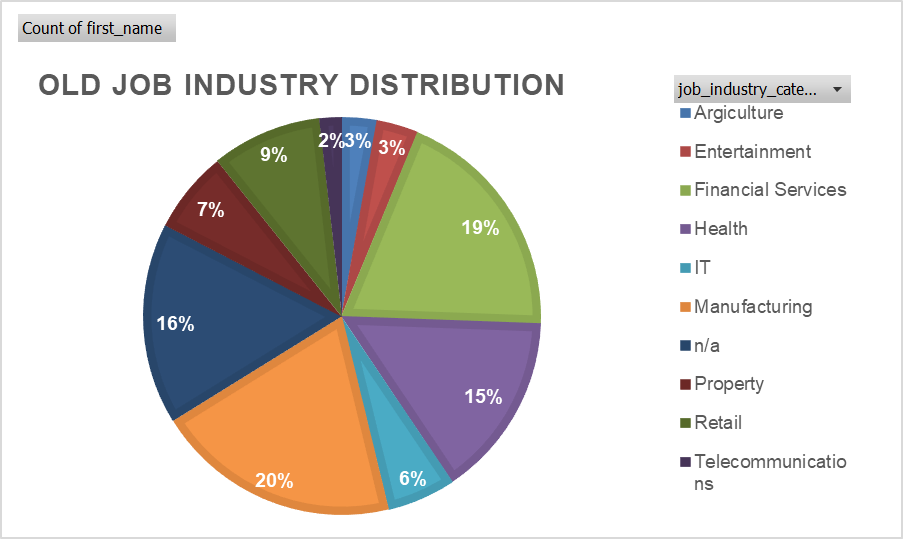 Count of first_name
OLD JOB INDUSTRY DISTRIBUTION
job_industry_cate...
2%
3%
3%
9%
19%
7%
16%
15%
20%
6%
Argiculture
Entertainment
Financial Services
Health
IT
Manufacturing
n/a
Property
Retail
Telecommunicatio
ns